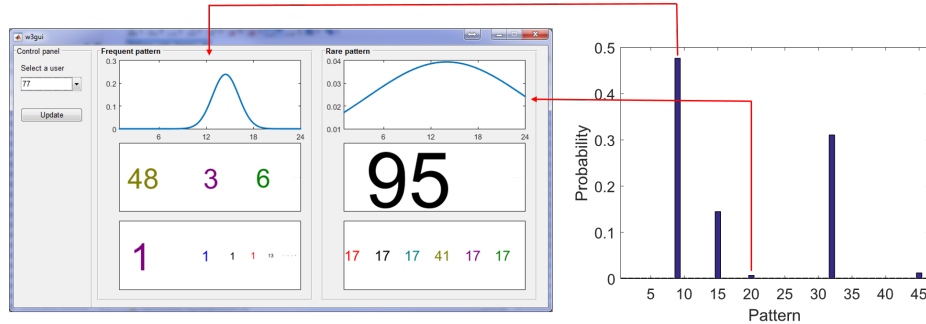 w3gui
Control panel
Select a user
77
Update
Frequent pattern
0.3
0.2
0.1
0
6 12 18 24
48 3 6
1 1 1 1 13
Rare pattern
0.04
0.03
0.02
0.01
6 12 18 24
95
17 17 17 41 17 17
0.5
0.4
0.3
0.2
0.1
0
Probability
5 10 15 20 25 30 35 40 45
Pattern